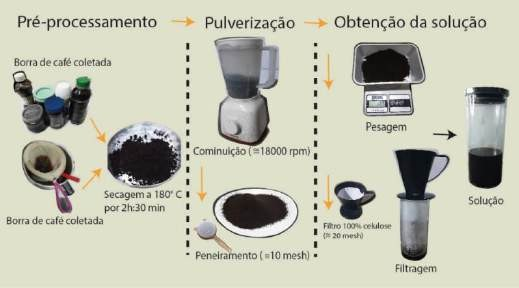 Pré-processamento
Pulverização
Obtenção da solução
Borra de café coletada
Borra de café coletada
Secagem a 180° C
por 2h:30 min
Cominuição (≅18000 rpm)
Peneiramento (=10 mesh)
Pesagem
Filtro 100% celulose
(≅ 20 mesh)
Filtragem
Solução